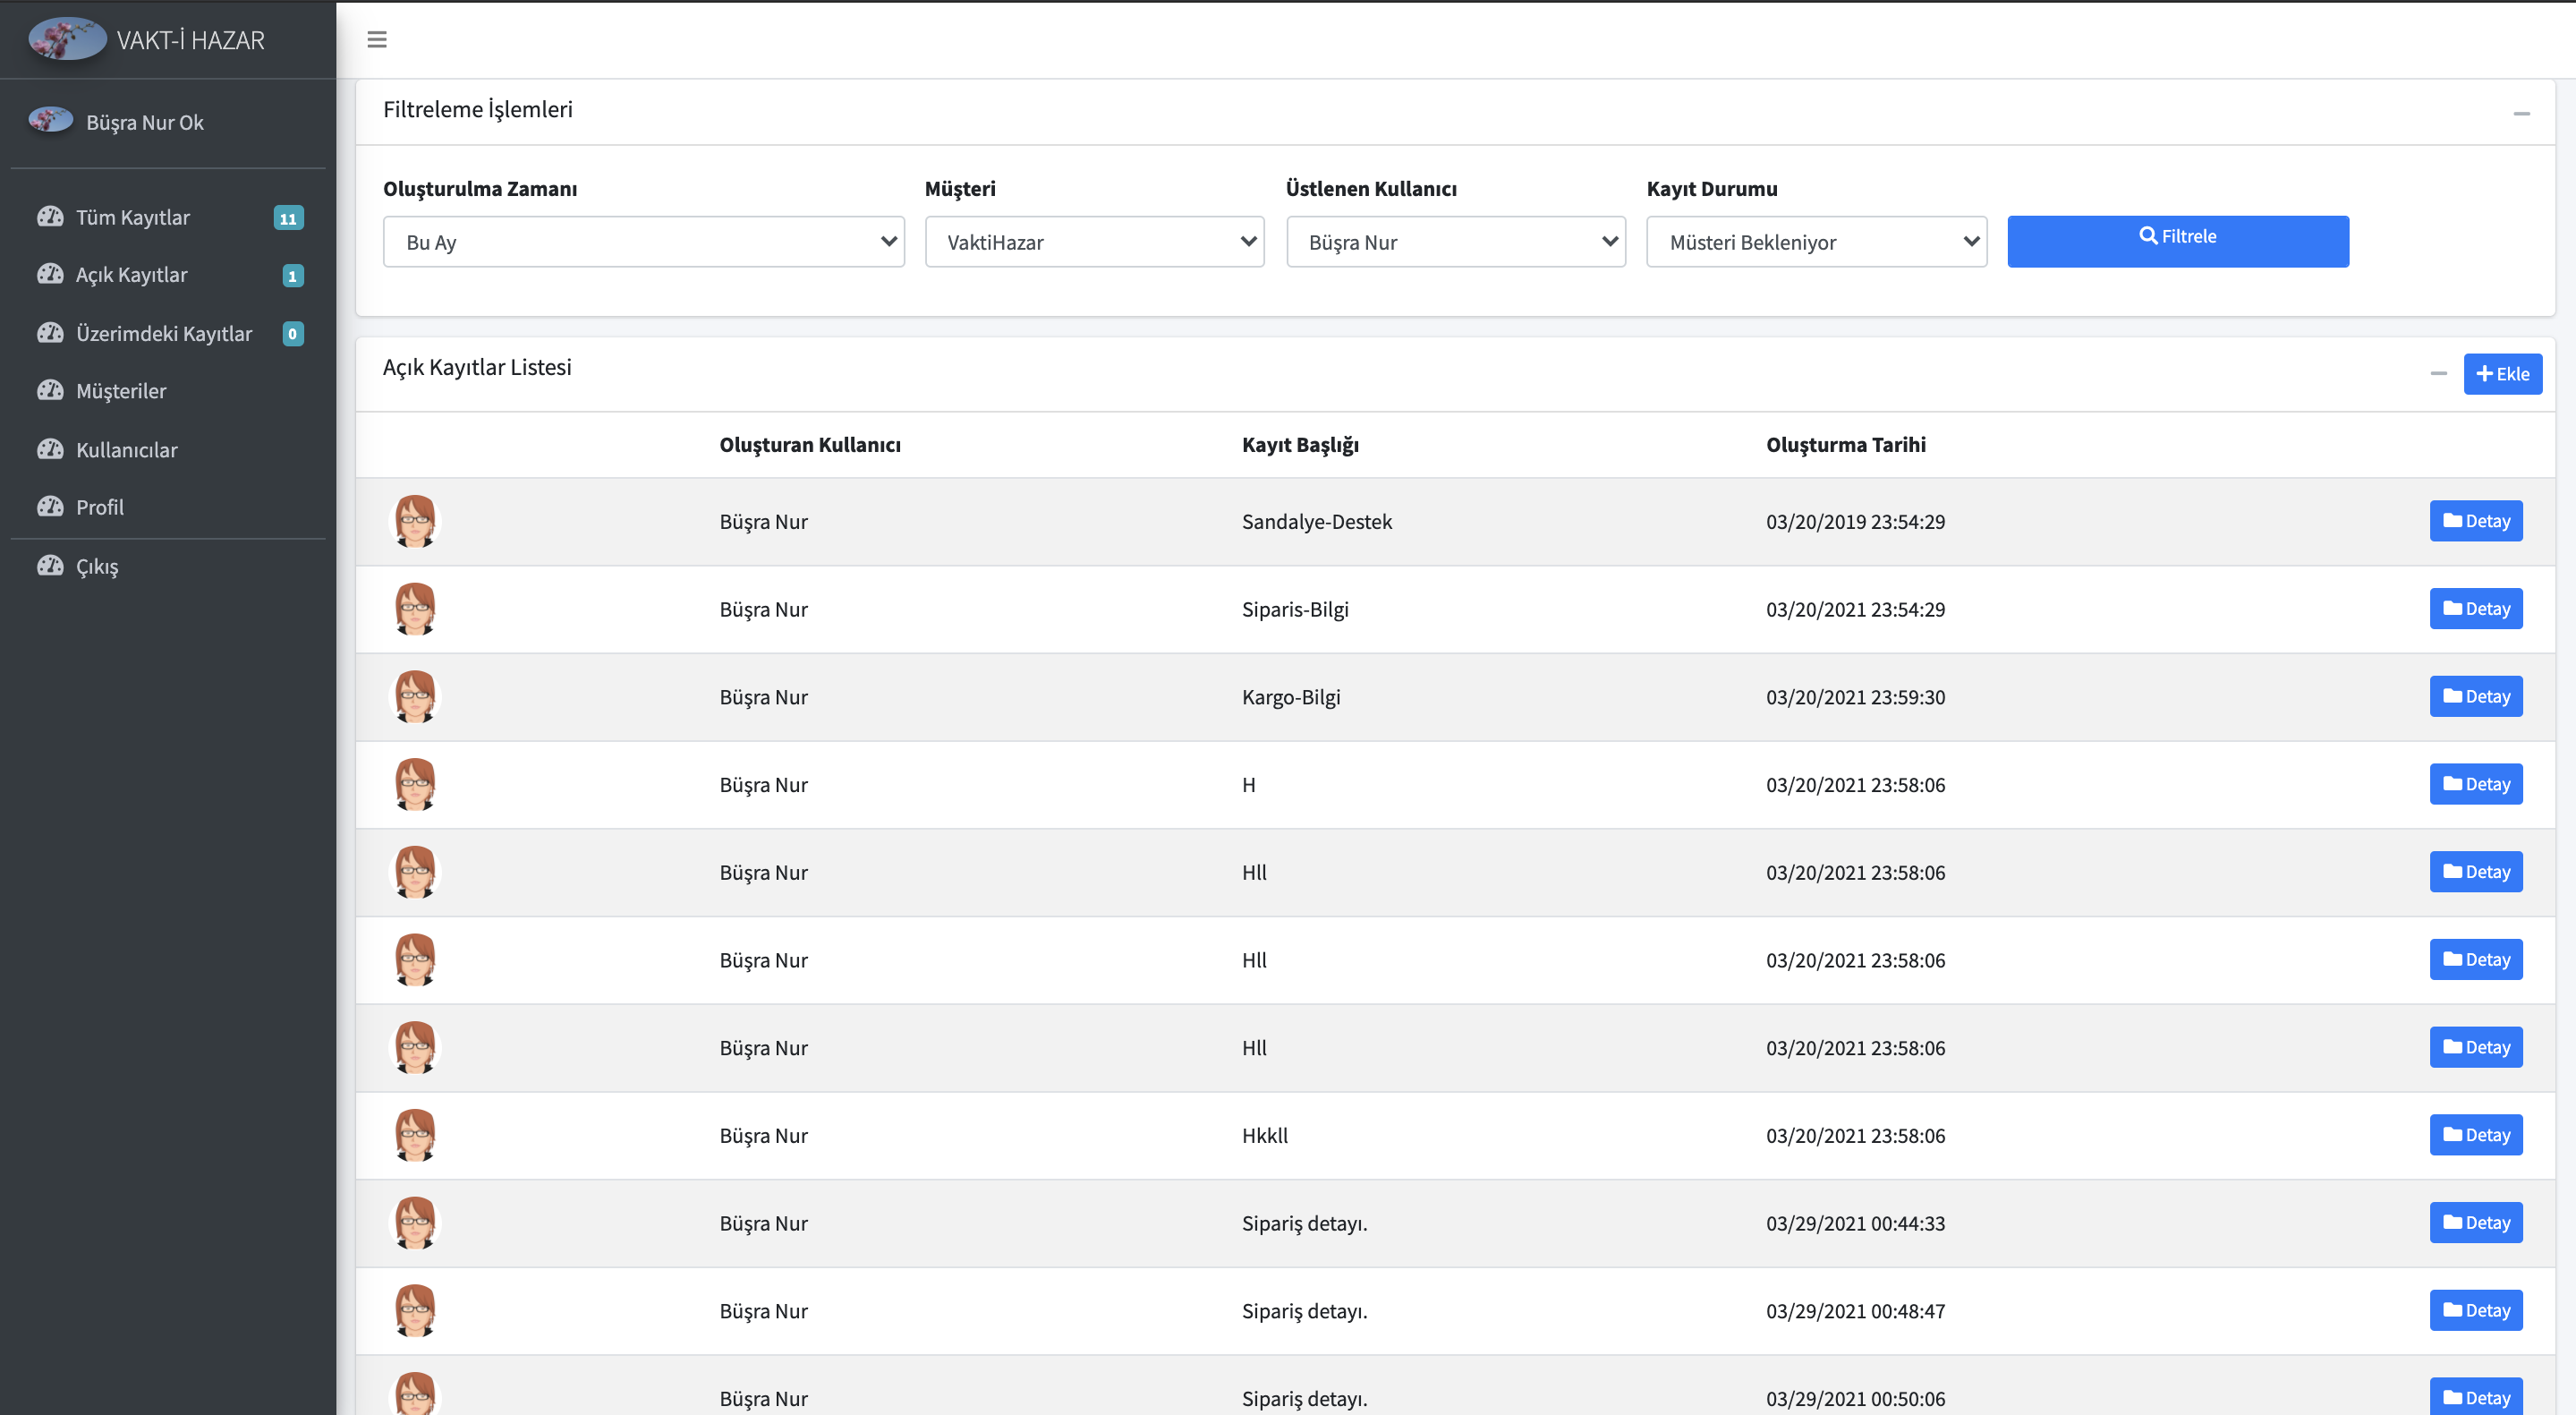 VAKT-İ HAZAR
Büşra Nur Ok
Tüm Kayıtlar 11
Açık Kayıtlar 1
Üzerimdeki Kayıtlar 0
Müşteriler
Kullanıcılar
Profil
Çıkış
Filtreleme İşlemleri
Oluşturulma Zamanı Müşteri Üstlenen Kullanıcı Kayıt Durumu
Bu Ay VaktiHazar Büşra Nur Müsteri Bekleniyor Filtrele
Açık Kayıtlar Listesi Ekle
Oluşturan Kullanıcı Kayıt Başlığı Oluşturma Tarihi
Büşra Nur Sandalye-Destek 03/20/2019 23:54:29 Detay
Büşra Nur Siparis-Bilgi 03/20/2021 23:54:29 Detay
Büşra Nur Kargo-Bilgi 03/20/2021 23:59:30 Detay
Büşra Nur H 03/20/2021 23:58:06 Detay
Büşra Nur Hll 03/20/2021 23:58:06 Detay
Büşra Nur Hll 03/20/2021 23:58:06 Detay
Büşra Nur Hll 03/20/2021 23:58:06 Detay
Büşra Nur Hkkll 03/20/2021 23:58:06 Detay
Büşra Nur Sipariş detayı. 03/29/2021 00:44:33 Detay
Büşra Nur Sipariş detayı. 03/29/2021 00:48:47 Detay
Büşra Nur Sipariş detayı. 03/29/2021 00:50:06 Detay